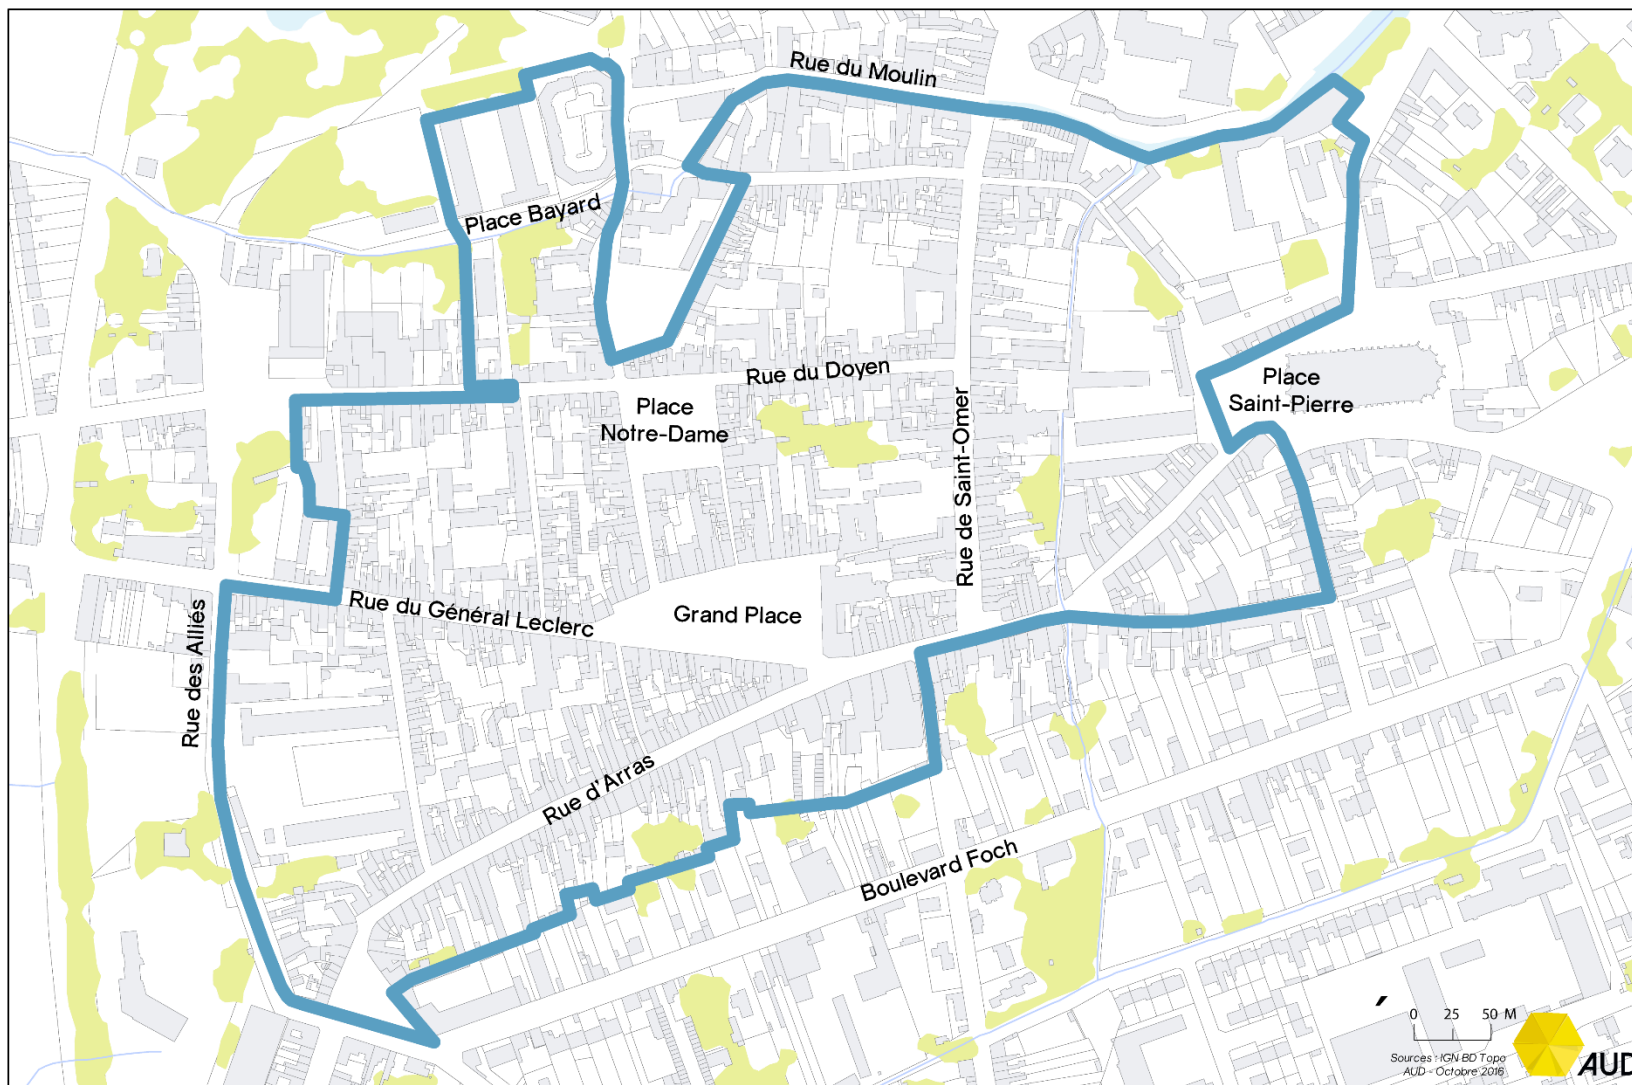 Rue du Moulin
Place Bayard
Rue du Doyen
Place
Saint-Pierre
Place
Notre-Dame
Rue de Saint-Omer
Rue du Général Leclerc
Grand Place
Rue des Alliés
Rue d'Arras
Boulevard Foch
0 25 50 M
Sources : IGN BD Topo
AUD - Octobre 2016
AUD